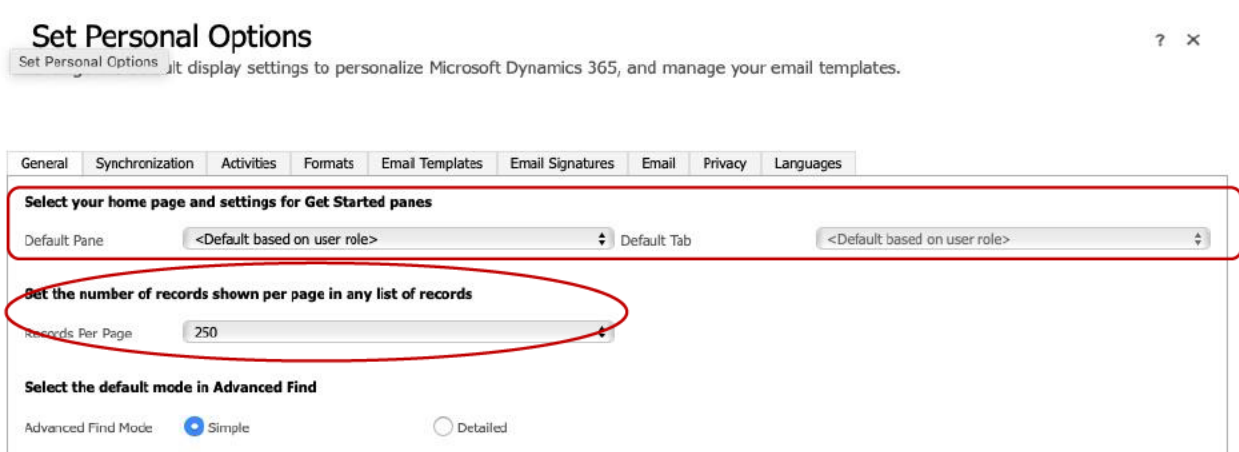 Set Personal Options
? ×
Set Personal Options
lt display settings to personalize Microsoft Dynamics 365, and manage your email templates.
General Synchronization Activities Formats Email Templates Email Signatures Email Privacy Languages
Select your home page and settings for Get Started panes
Default Pane <Default based on user role> Default Tab <Default based on user role>
Set the number of records shown per page in any list of records
Records Per Page 250
Select the default mode in Advanced Find
Advanced Find Mode Simple Detailed